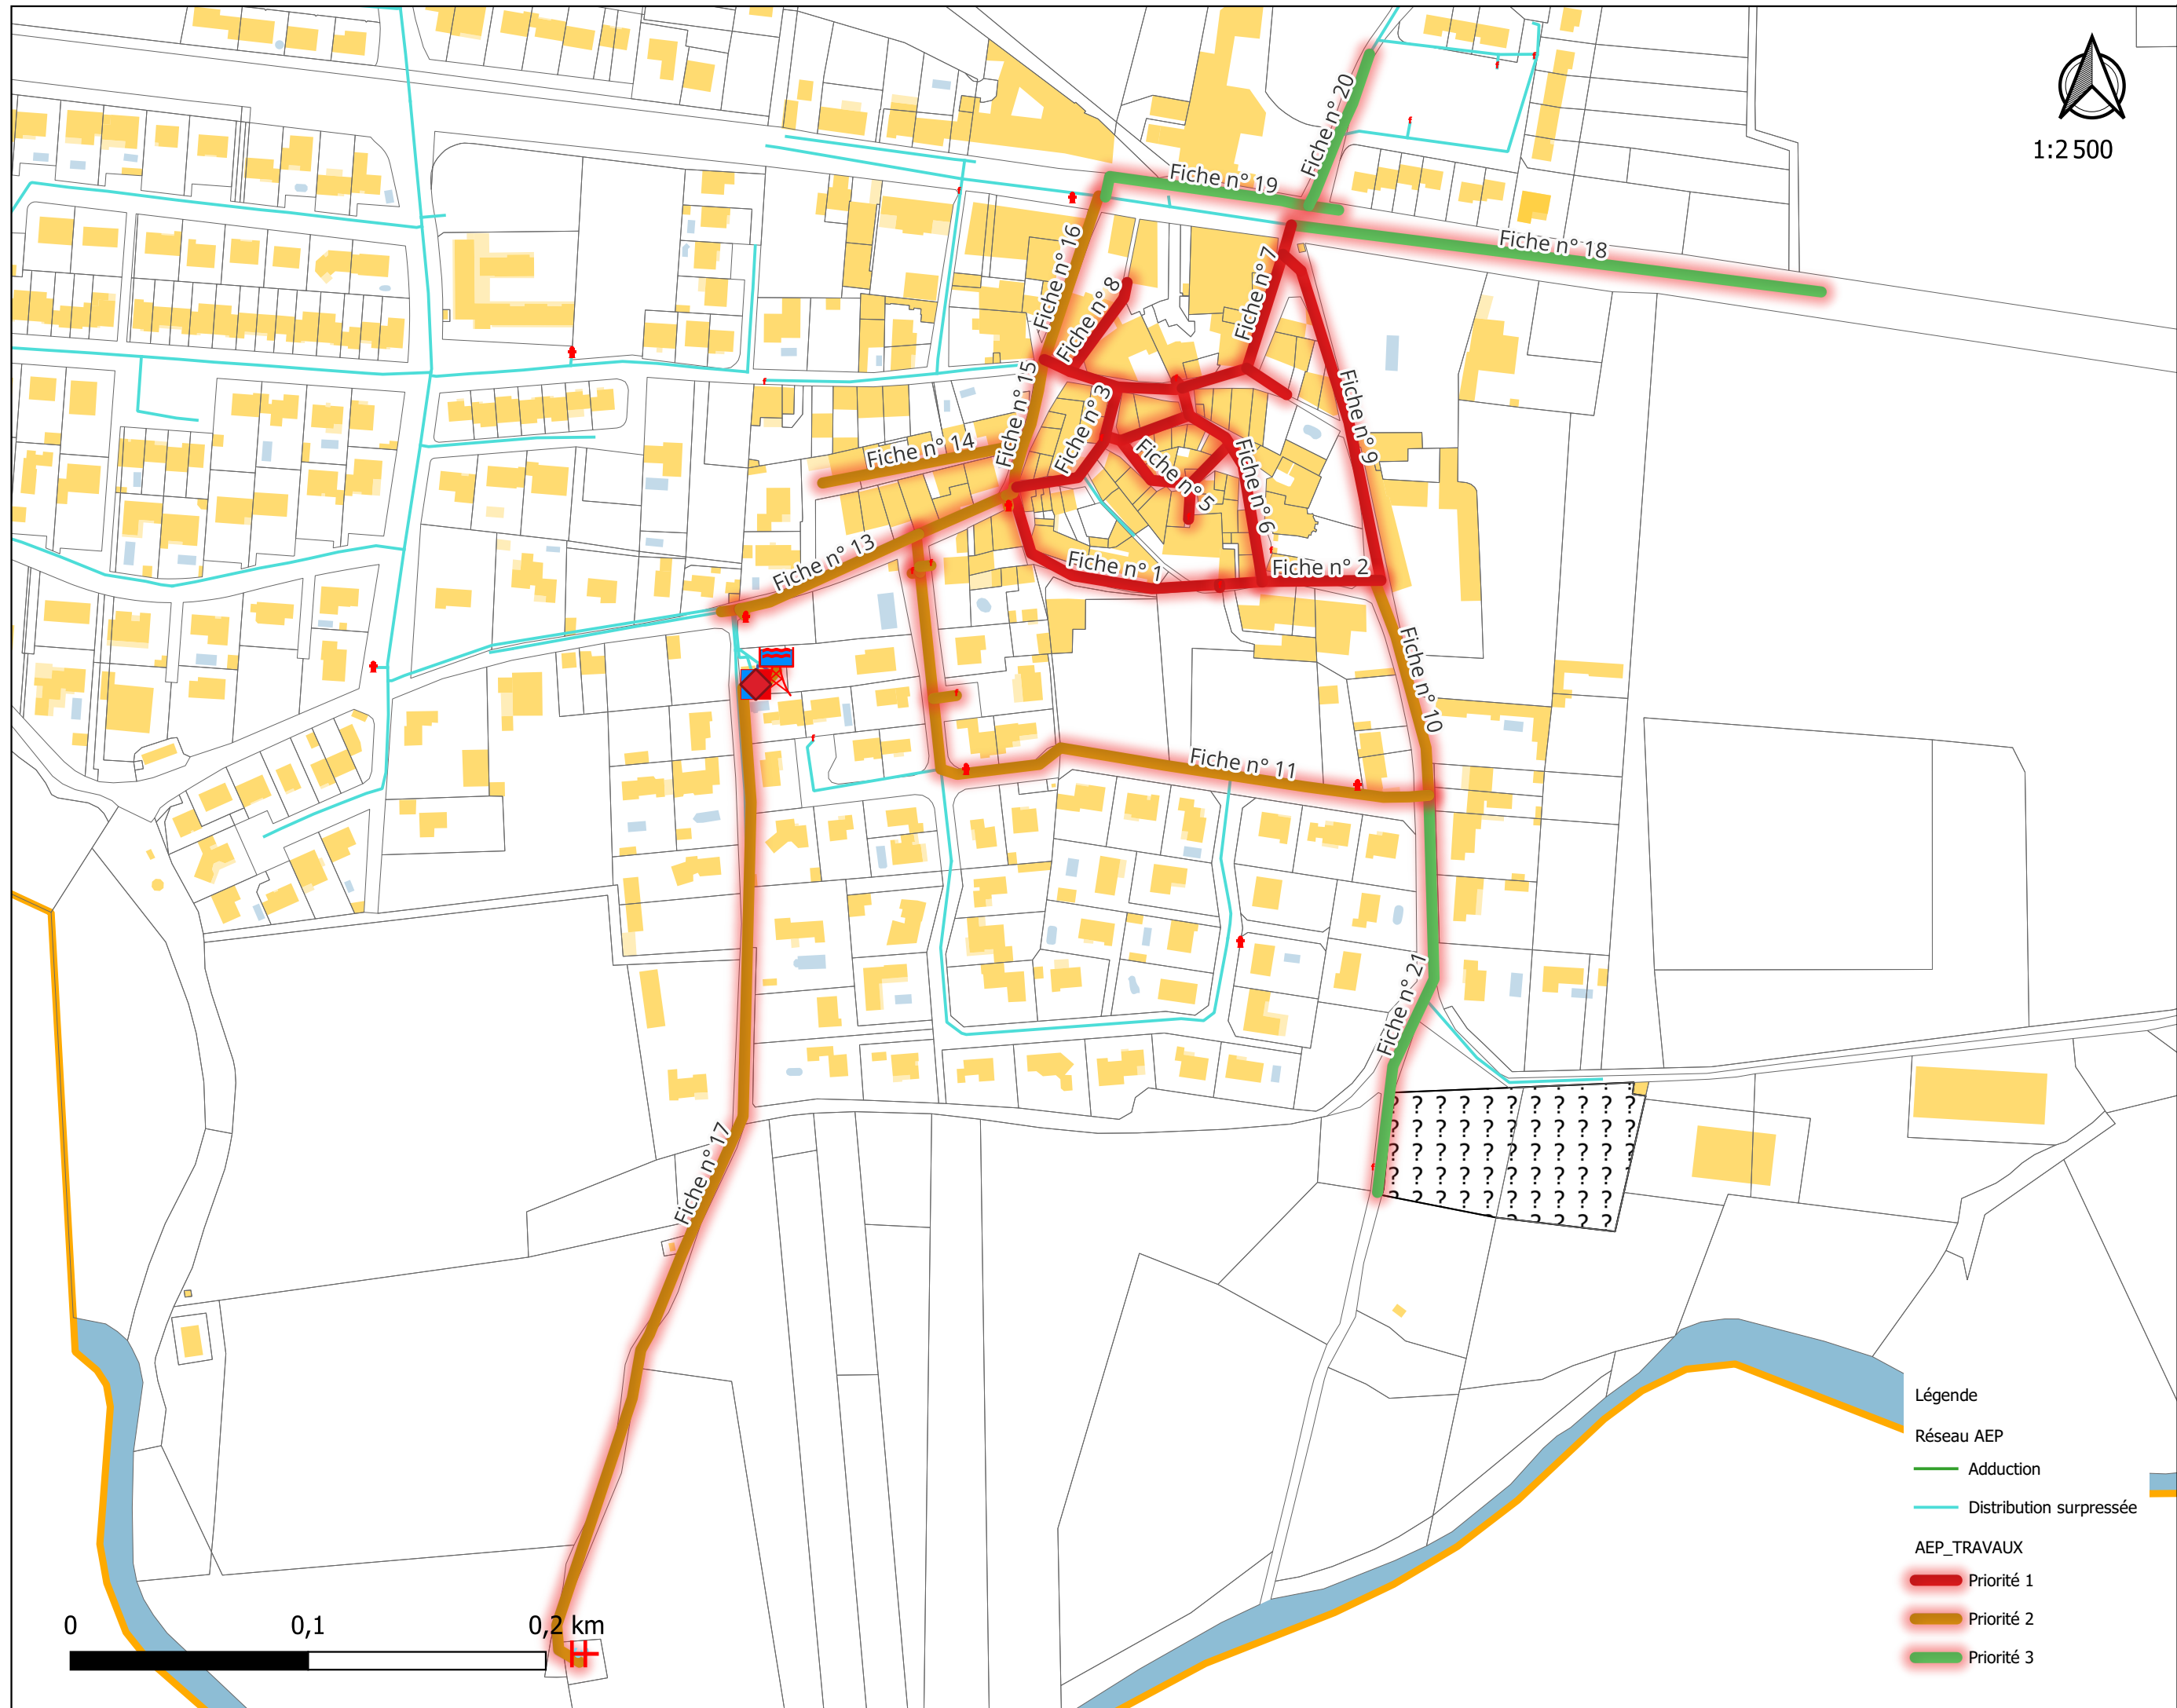 1:2 500
Fiche n° 20
Fiche n° 19
Fiche n° 18
Fiche n° 16
Fiche n° 7
Fiche n° 8
Fiche n° 15
Fiche n° 3
Fiche n° 9
Fiche n° 14
Fiche n° 5
Fiche n° 6
Fiche n° 13
Fiche n° 1
Fiche n° 2
Fiche n° 10
Fiche n° 11
Fiche n° 21
Fiche n° 17
? ? ? ? ? ? ? ? ? ? ?
? ? ? ? ? ? ? ? ? ? ?
? ? ? ? ? ? ? ? ? ? ?
? ? ? ? ? ? ? ? ? ?
? ? ? ? ? ? ? ? ? ?
? ? ? ? ? ?
Légende
Réseau AEP
Adduction
Distribution surpressée
AEP_TRAVAUX
Priorité 1
Priorité 2
Priorité 3
0 0,1 0,2 km